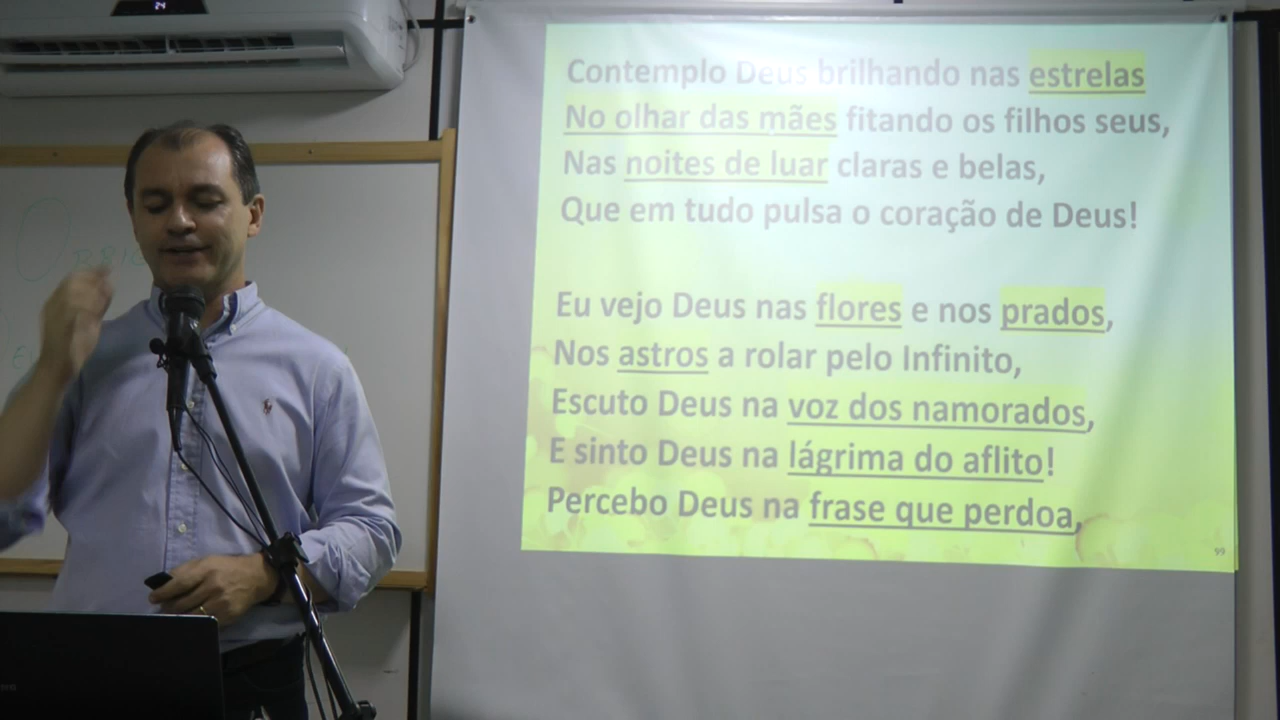 24
Contemplo Deus brilhando nas estrelas
No olhar das mães fitando os filhos seus,
Nas noites de luar claras e belas,
Que em tudo pulsa o coração de Deus!
Eu vejo Deus nas flores e nos prados,
Nos astros a rolar pelo Infinito,
Escuto Deus na voz dos namorados,
E sinto Deus na lágrima do aflito!
Percebo Deus na frase que perdoa,
99